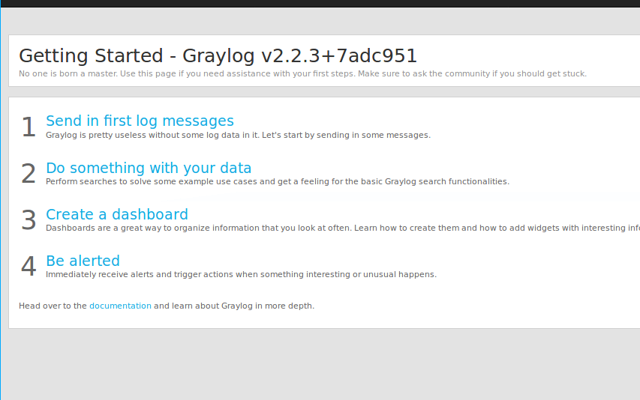 Getting Started - Graylog v2.2.3+7adc951
No one is born a master. Use this page if you need assistance with your first steps. Make sure to ask the community if you should get stuck.
1 Send in first log messages
Graylog is pretty useless without some log data in it. Let's start by sending in some messages.
2 Do something with your data
Perform searches to solve some example use cases and get a feeling for the basic Graylog search functionalities.
3 Create a dashboard
Dashboards are a great way to organize information that you look at often. Learn how to create them and how to add widgets with interesting
4 Be alerted
Immediately receive alerts and trigger actions when something interesting or unusual happens.
Head over to the documentation and learn about Graylog in more depth.